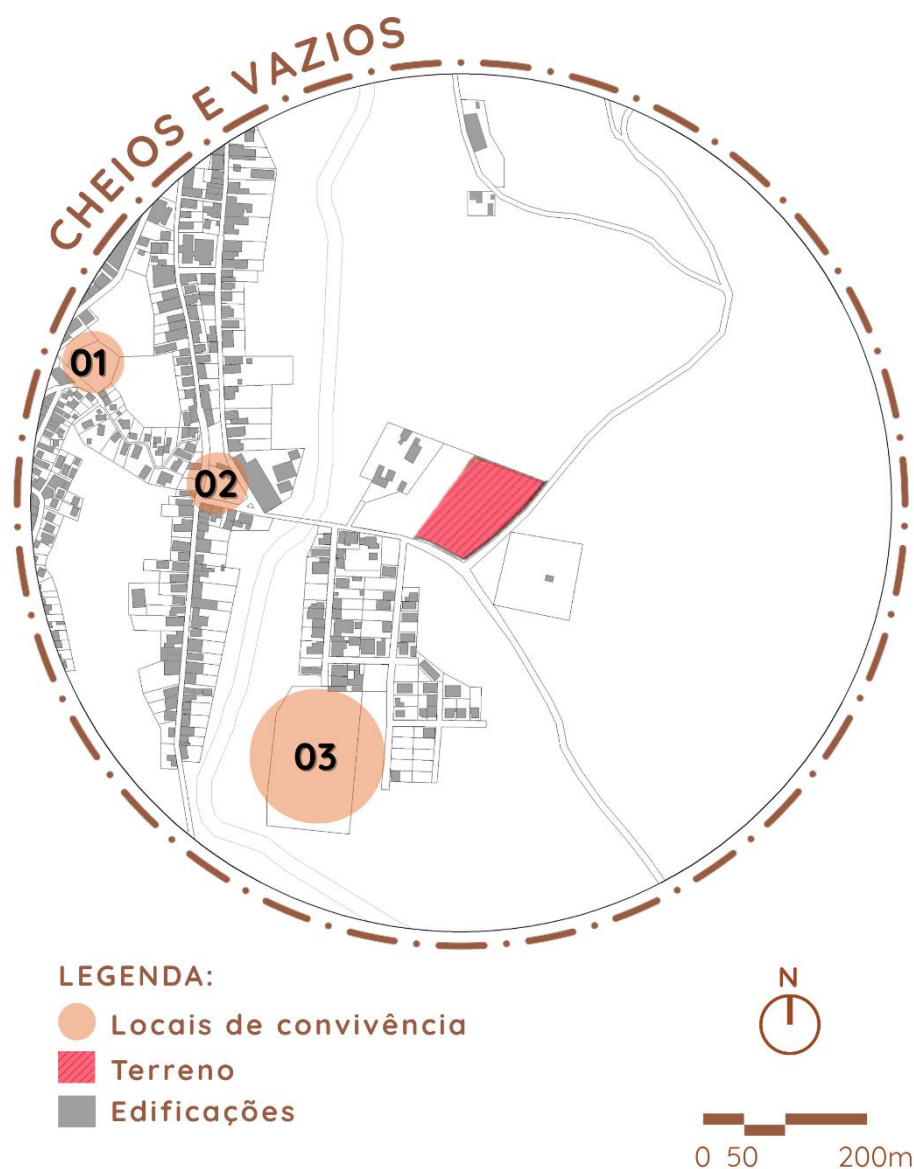 CHEIOS E VAZIOS
01
02
03
LEGENDA:
Locais de convivência
Terreno
Edificações
N
0 50 200m